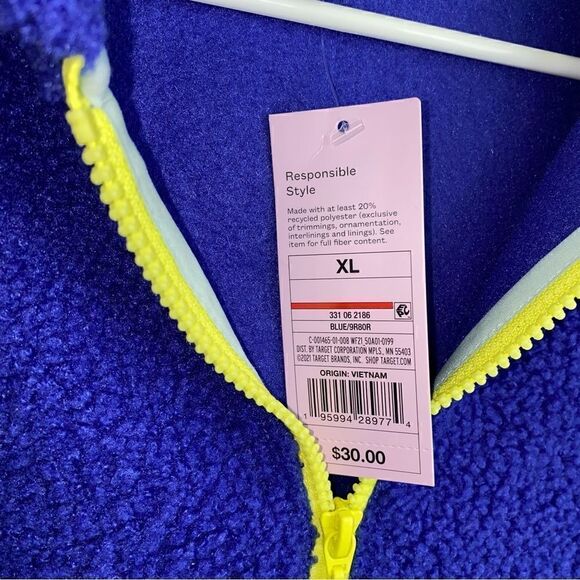 Responsible
Style
Made with at least 20%
recycled polyester (exclusive
of trimmings, ornamentation,
interlinings and linings). See
item for full fiber content.
XL
331 06 2186
BLUE/9R80R
C-001465-01-008 WF21_50A01-0199
DIST. BY TARGET CORPORATION MPLS., MN 55403
©2021 TARGET BRANDS, INC. SHOP TARGET.COM
ORIGIN: VIETNAM
1 95994 28977 4
$30.00